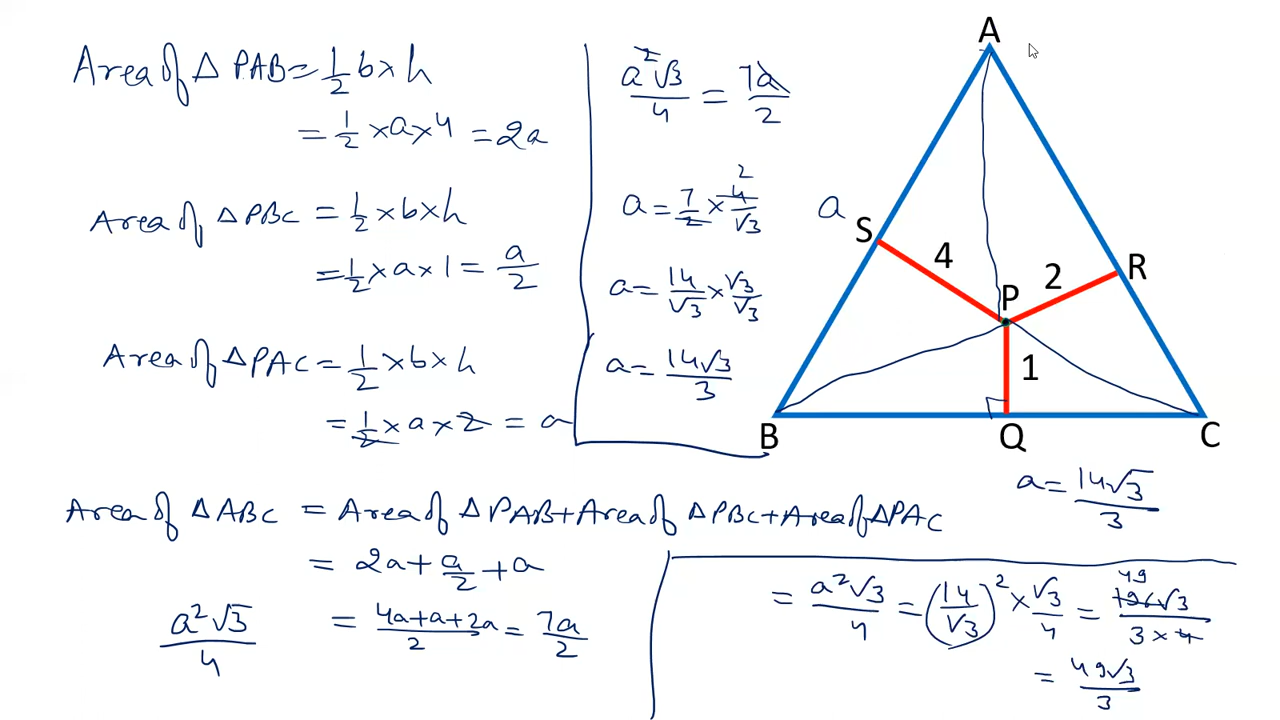 Area of Δ PAB = 1/2 b × h
= 1/2 × a × 4 = 2a
Area of Δ PBC = 1/2 × b × h
= 1/2 × a × 1 = a/2
Area of Δ PAC = 1/2 × b × h
= 1/2 × a × 2 = a
a²√3/4 = 7a/2
a = 7/2 × 4/√3
2
a = 14/√3 × √3/√3
a = 14√3/3
A
a
S
4
2
R
P
1
B
Q
C
a = 14√3/3
Area of Δ ABC = Area of Δ PAB + Area of Δ PBC + Area of Δ PAC
= 2a + a/2 + a
a²√3/4 = 4a+a+2a/2 = 7a/2
= a²√3/4 = (14/√3)² × √3/4 = 196√3/3×4
49
= 49√3/3